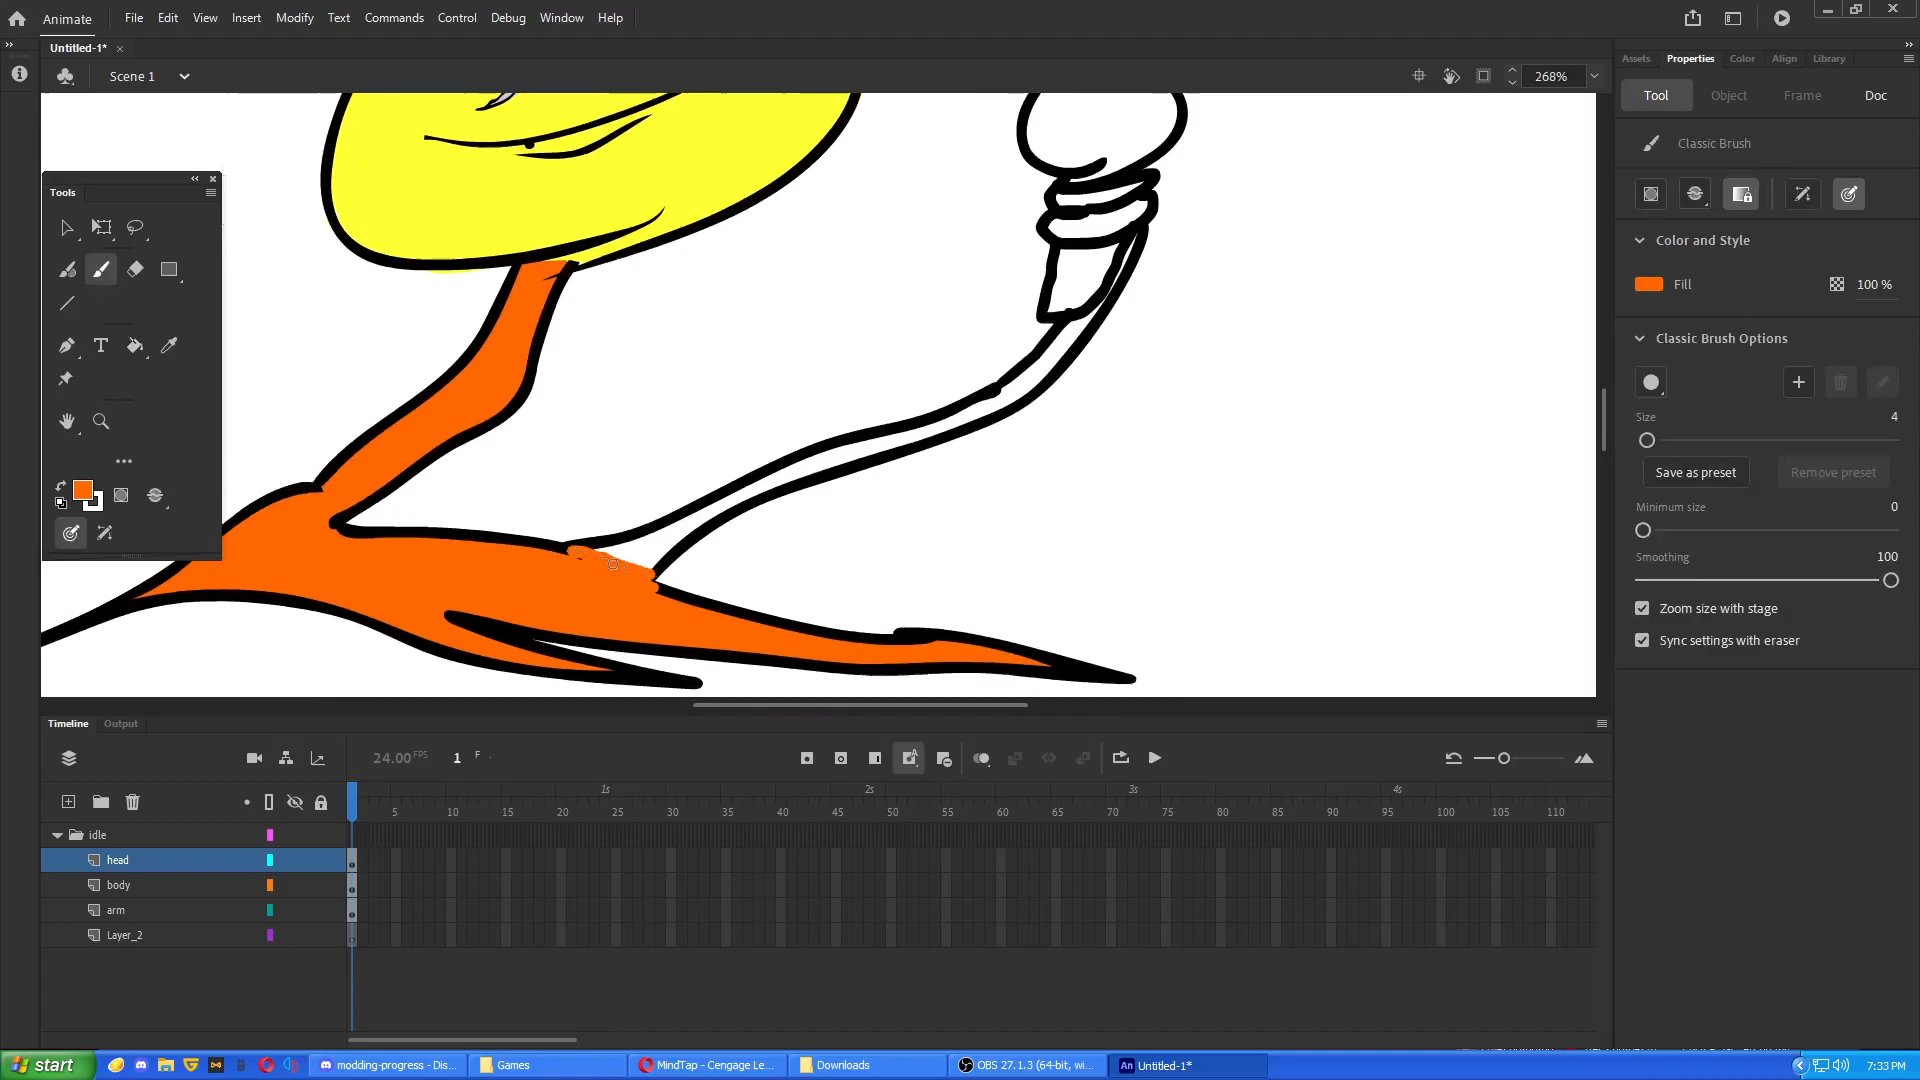 Animate File Edit View Insert Modify Text Commands Control Debug Window Help
Untitled-1* ×
Scene 1 268%
Assets Properties Color Align Library
Tool Object Frame Doc
Classic Brush
Tools
Color and Style
Fill 100 %
Classic Brush Options
Size 4
Save as preset Remove preset
Minimum size 0
Smoothing 100
Zoom size with stage
Sync settings with eraser
Timeline Output
24.00 FPS 1 F
1s 2s 3s 4s
5 10 15 20 25 30 35 40 45 50 55 60 65 70 75 80 85 90 95 100 105 110
idle
head
body
arm
Layer_2
start modding-progress - Dis... Games MindTap - Cengage Le... Downloads OBS 27.1.3 (64-bit, wi... An Untitled-1* 7:33 PM